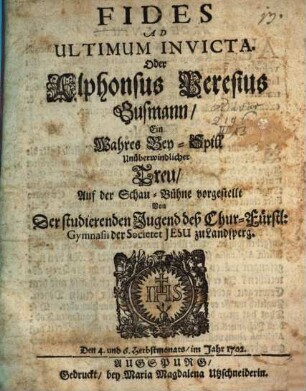 FIDES
AD
ULTIMUM INVICTA.
Oder
Alphonsus Peresius
Gusmann/
Ein
Wahres Bey-Spill
Unüberwindlicher
Treu/
Auf der Schau-Bühne vorgestellt
Von
Der studierenden Jugend deß Chur-Fürstl:
Gymnasii der Societet JESU zu Landsperg.
IHS
Den 4. und 6. Herbstmonats/ im Jahr 1702.
AUGSPURG/
Gedruckt/ bey Maria Magdalena Utzschneiderin.